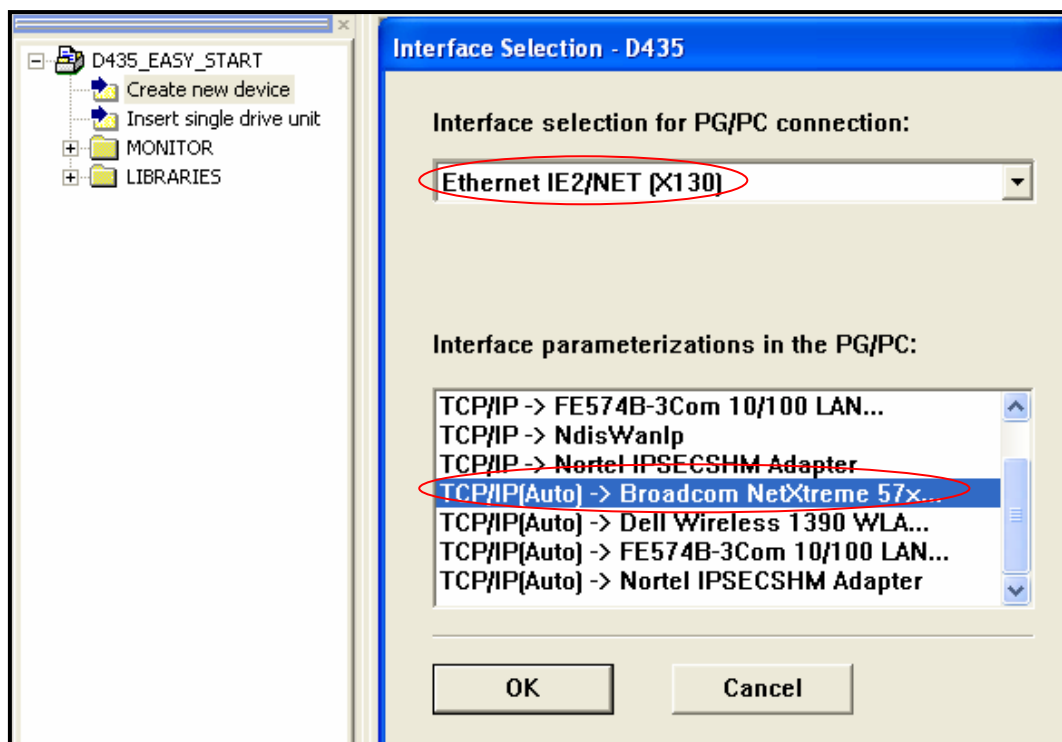 D435_EASY_START
Create new device
Insert single drive unit
MONITOR
LIBRARIES
Interface Selection - D435
Interface selection for PG/PC connection:
Ethernet IE2/NET (X130)
Interface parameterizations in the PG/PC:
TCP/IP -> FE574B-3Com 10/100 LAN...
TCP/IP -> NdisWanIp
TCP/IP -> Nortel IPSECSHM Adapter
TCP/IP(Auto) -> Broadcom NetXtreme 57x...
TCP/IP(Auto) -> Dell Wireless 1390 WLA...
TCP/IP(Auto) -> FE574B-3Com 10/100 LAN...
TCP/IP(Auto) -> Nortel IPSECSHM Adapter
OK
Cancel